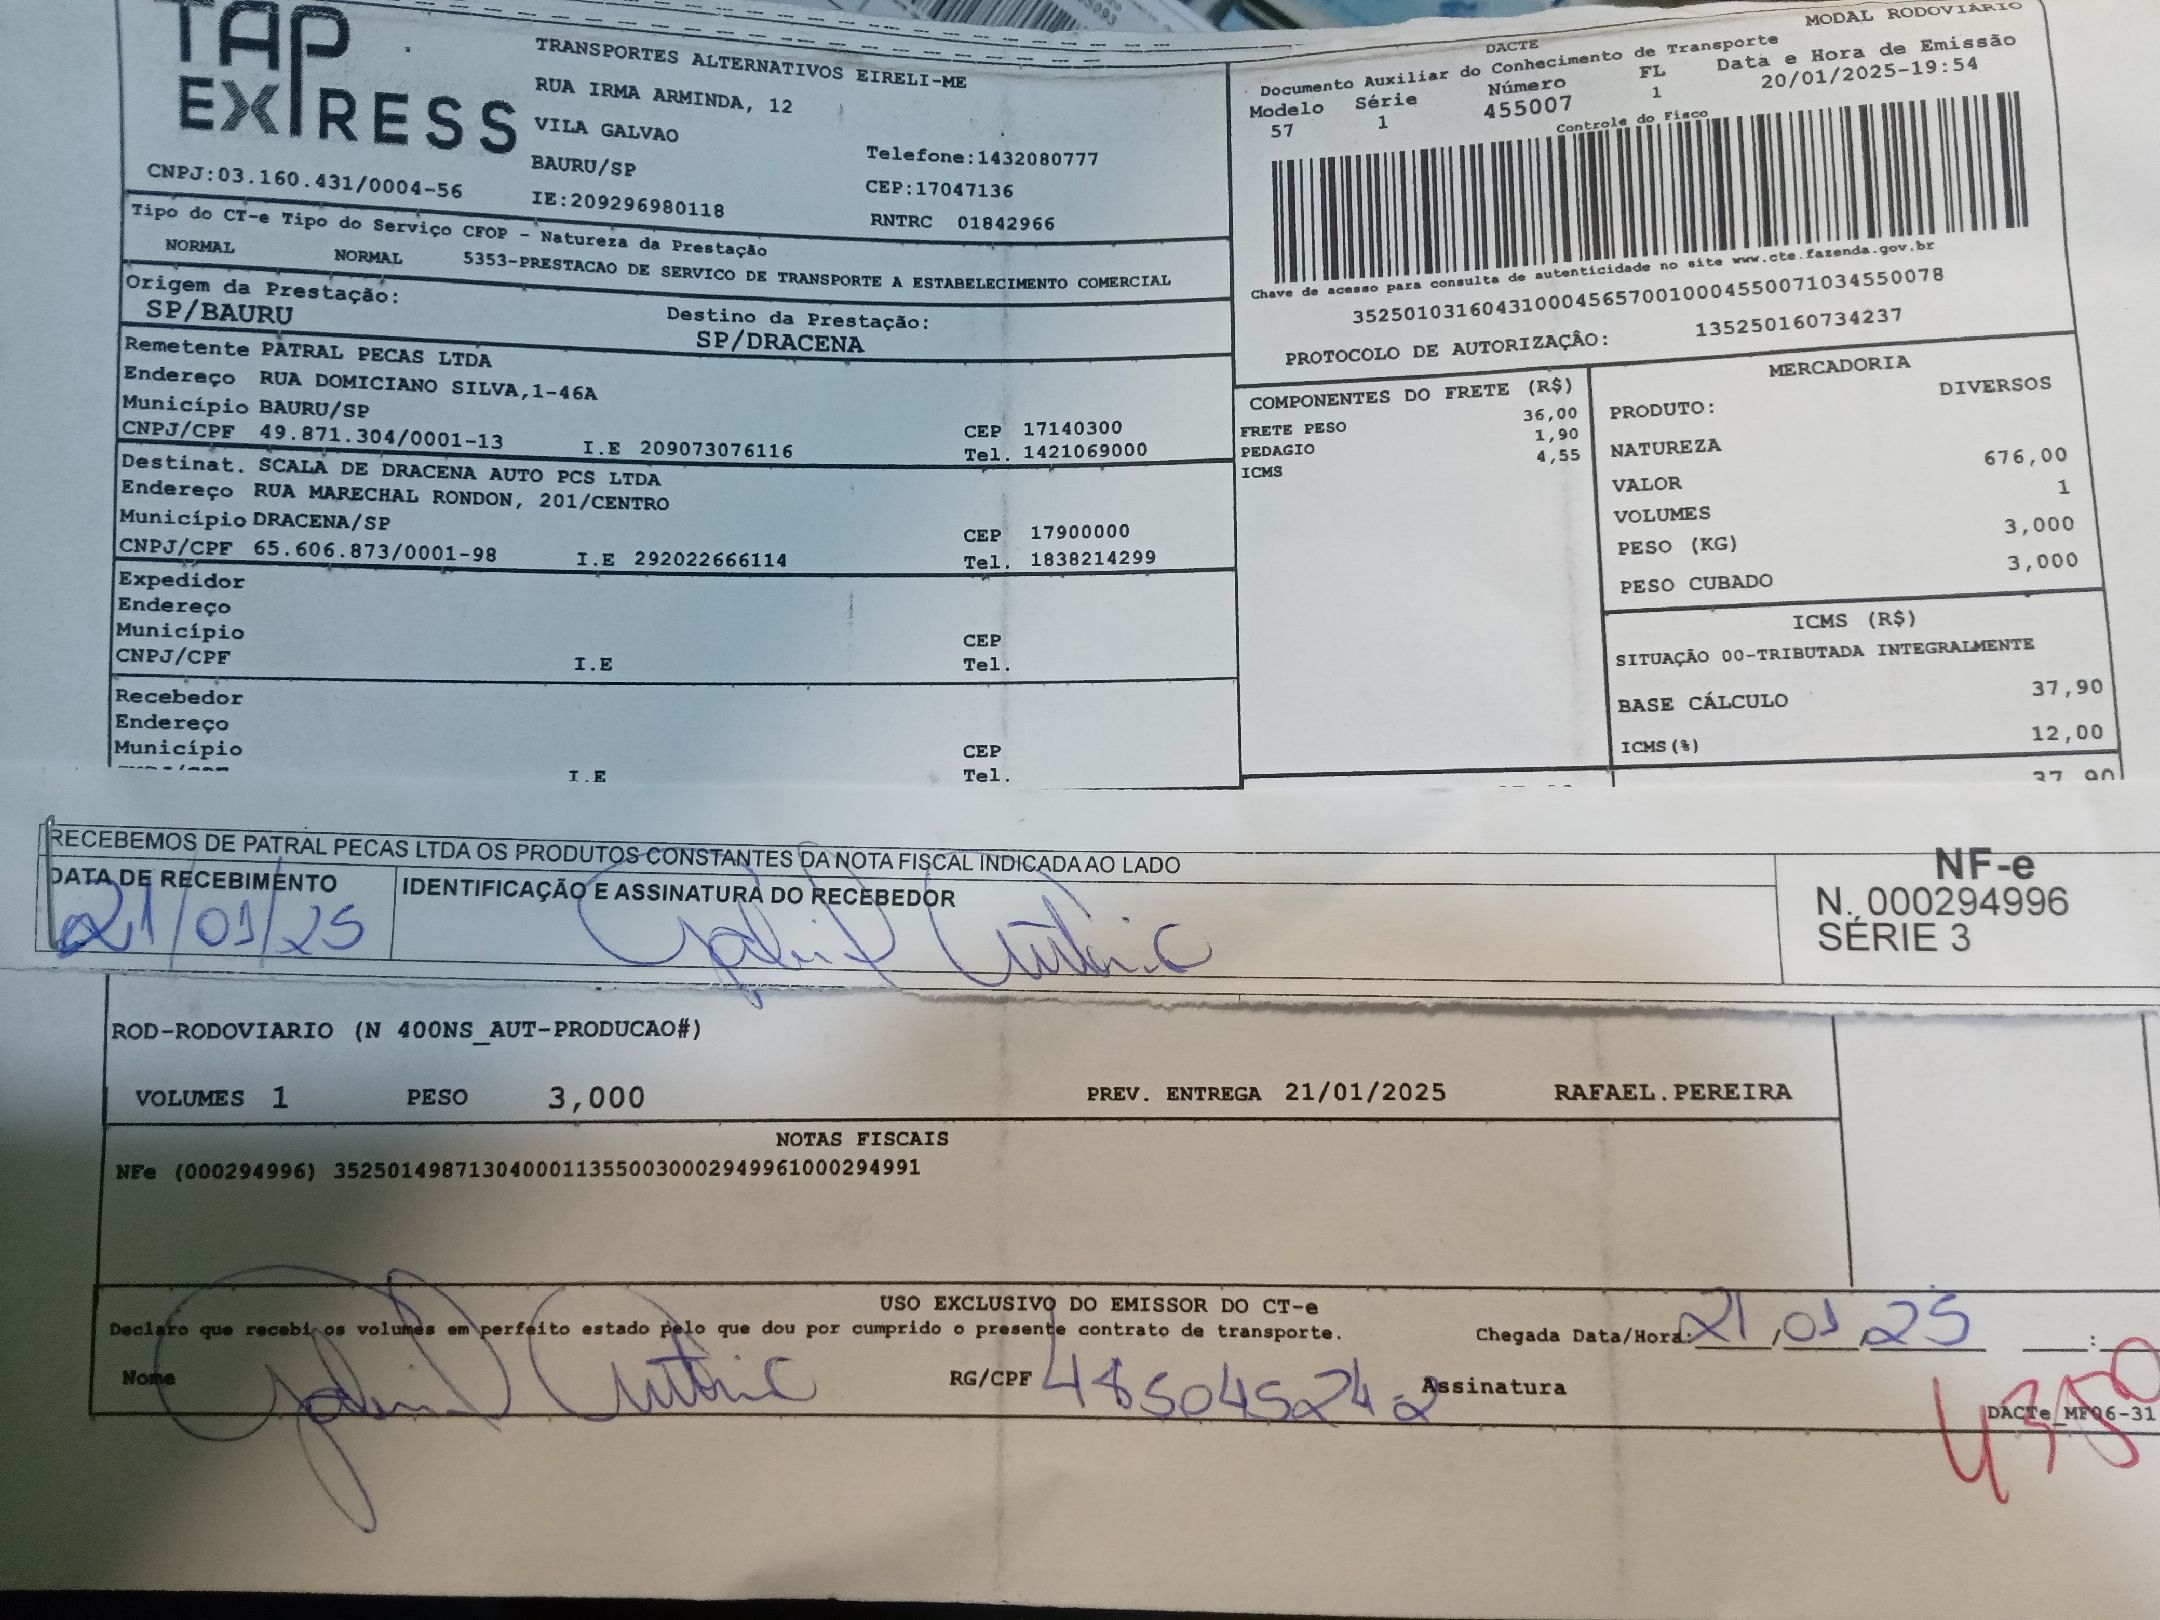 TAP EXPRESS
TRANSPORTES ALTERNATIVOS EIRELI-ME
RUA IRMA ARMINDA, 12
VILA GALVAO
BAURU/SP
Telefone:1432080777
CEP:17047136
CNPJ:03.160.431/0004-56
IE:209296980118
RNTRC 01842966
Tipo do CT-e Tipo do Serviço CFOP - Natureza da Prestação
NORMAL NORMAL 5353-PRESTACAO DE SERVICO DE TRANSPORTE A ESTABELECIMENTO COMERCIAL
Origem da Prestação:
SP/BAURU
Destino da Prestação:
SP/DRACENA
Remetente PATRAL PECAS LTDA
Endereço RUA DOMICIANO SILVA,1-46A
Município BAURU/SP CEP 17140300
CNPJ/CPF 49.871.304/0001-13 I.E 209073076116 Tel. 1421069000
Destinat. SCALA DE DRACENA AUTO PCS LTDA
Endereço RUA MARECHAL RONDON, 201/CENTRO
Município DRACENA/SP CEP 17900000
CNPJ/CPF 65.606.873/0001-98 I.E 292022666114 Tel. 1838214299
Expedidor
Endereço
Município CEP
CNPJ/CPF I.E Tel.
Recebedor
Endereço
Município CEP
I.E Tel.
MODAL RODOVIÁRIO
DACTE
Documento Auxiliar do Conhecimento de Transporte
Modelo Série Número FL Data e Hora de Emissão
57 1 455007 1 20/01/2025-19:54
Controle do Fisco
Chave de acesso para consulta de autenticidade no site www.cte.fazenda.gov.br
35250103160431000456570010004550071034550078
PROTOCOLO DE AUTORIZAÇÂO: 135250160734237
COMPONENTES DO FRETE (R$)
FRETE PESO 36,00
PEDAGIO 1,90
ICMS 4,55
MERCADORIA
PRODUTO: DIVERSOS
NATUREZA
VALOR 676,00
VOLUMES 1
PESO (KG) 3,000
PESO CUBADO 3,000
ICMS (R$)
SITUAÇÃO 00-TRIBUTADA INTEGRALMENTE
BASE CÁLCULO 37,90
ICMS(%) 12,00
37,90
RECEBEMOS DE PATRAL PECAS LTDA OS PRODUTOS CONSTANTES DA NOTA FISCAL INDICADA AO LADO
DATA DE RECEBIMENTO
21/01/25
IDENTIFICAÇÃO E ASSINATURA DO RECEBEDOR
NF-e
N. 000294996
SÉRIE 3
ROD-RODOVIARIO (N 400NS_AUT-PRODUCAO#)
VOLUMES 1 PESO 3,000 PREV. ENTREGA 21/01/2025 RAFAEL.PEREIRA
NOTAS FISCAIS
NFe (000294996) 35250149871304000113550030002949961000294991
USO EXCLUSIVO DO EMISSOR DO CT-e
Declaro que recebi os volumes em perfeito estado pelo que dou por cumprido o presente contrato de transporte.
Chegada Data/Hora: 21,01,25 :
Nome RG/CPF 48504524-2 Assinatura
DACTe_MF06-31